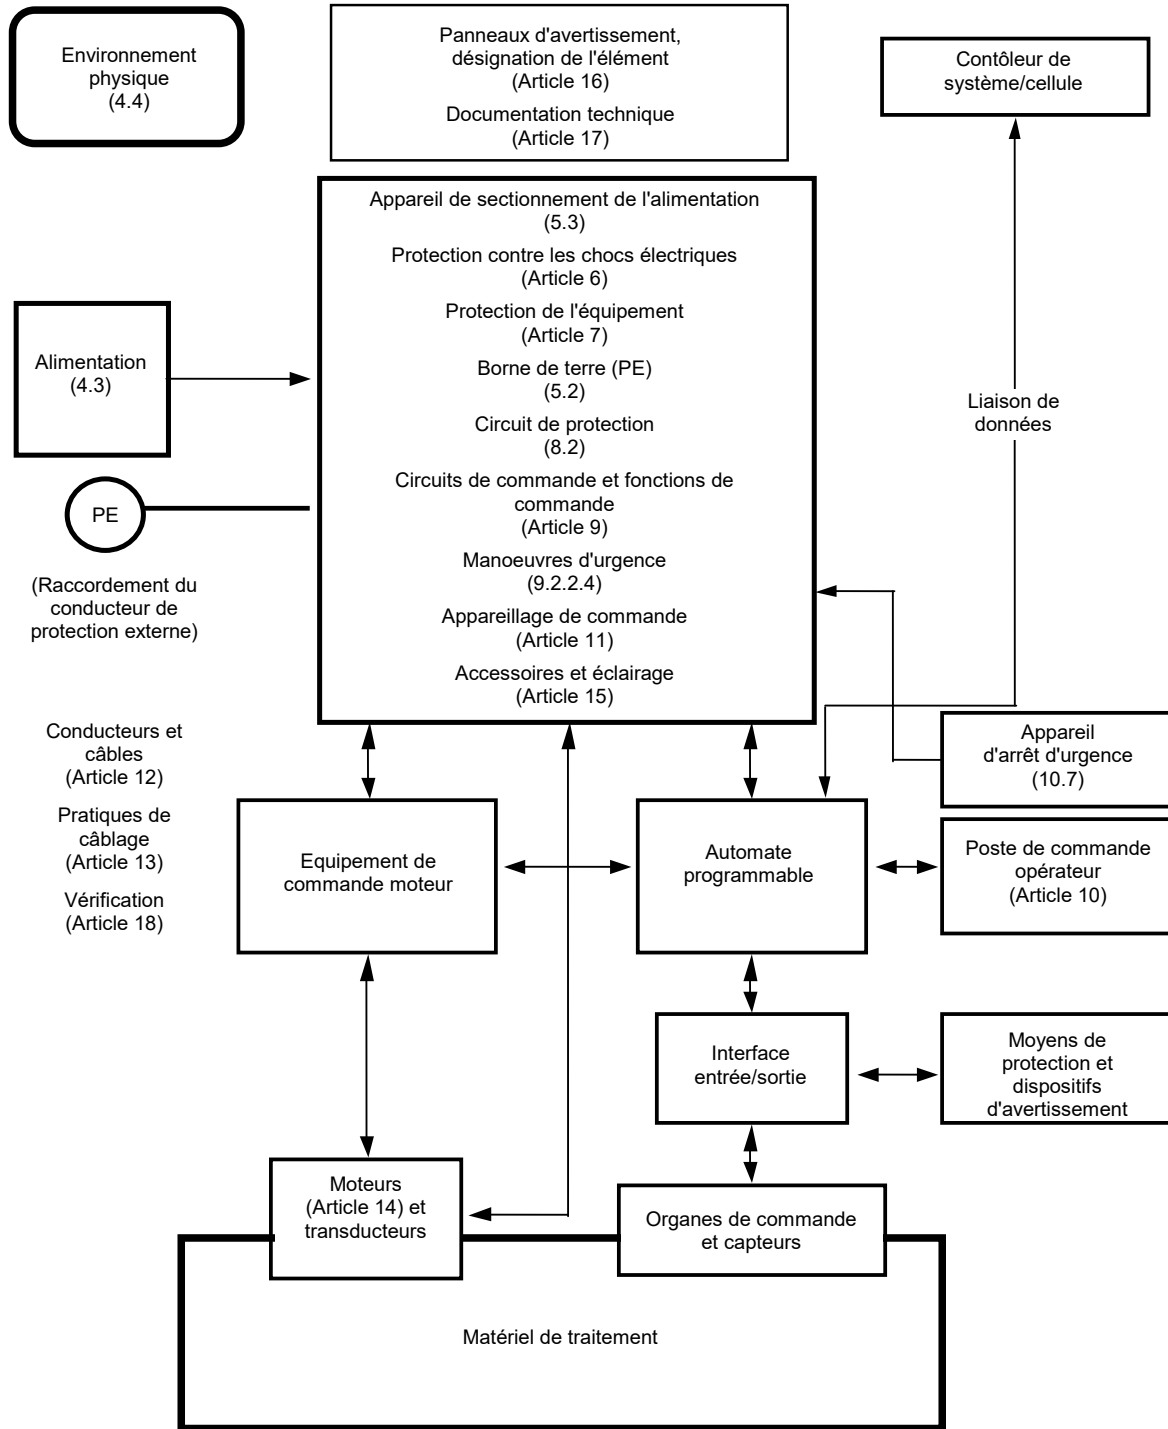 Environnement
physique
(4.4)
Panneaux d'avertissement,
désignation de l'élément
(Article 16)
Documentation technique
(Article 17)
Contôleur de
système/cellule
Appareil de sectionnement de l'alimentation
(5.3)
Protection contre les chocs électriques
(Article 6)
Protection de l'équipement
(Article 7)
Borne de terre (PE)
(5.2)
Circuit de protection
(8.2)
Circuits de commande et fonctions de
commande
(Article 9)
Manoeuvres d'urgence
(9.2.2.4)
Appareillage de commande
(Article 11)
Accessoires et éclairage
(Article 15)
Alimentation
(4.3)
PE
(Raccordement du
conducteur de
protection externe)
Liaison de
données
Conducteurs et
câbles
(Article 12)
Pratiques de
câblage
(Article 13)
Vérification
(Article 18)
Appareil
d'arrêt d'urgence
(10.7)
Equipement de
commande moteur
Automate
programmable
Poste de commande
opérateur
(Article 10)
Interface
entrée/sortie
Moyens de
protection et
dispositifs
d'avertissement
Moteurs
(Article 14) et
transducteurs
Organes de commande
et capteurs
Matériel de traitement